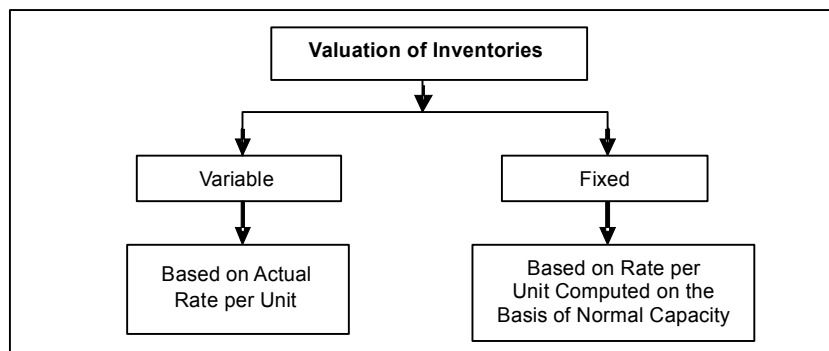 Valuation of Inventories
Variable
Fixed
Based on Actual
Rate per Unit
Based on Rate per
Unit Computed on the
Basis of Normal Capacity